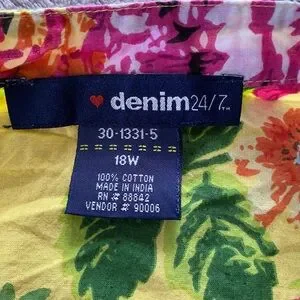 denim24/7
30-1331-5
18W
100% COTTON
MADE IN INDIA
RN # 88842
VENDOR # 90006